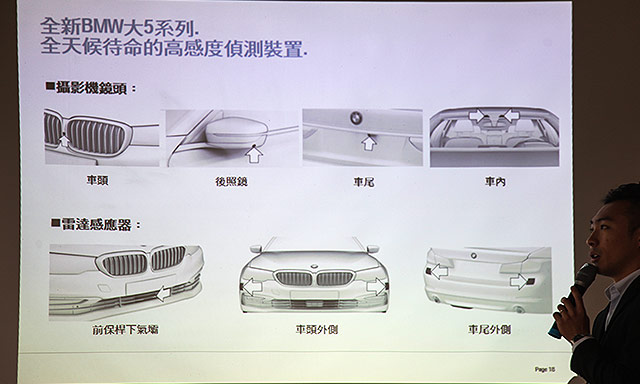 全新BMW大5系列.
全天候待命的高感度偵測裝置.
■攝影機鏡頭：
車頭 後照鏡 車尾 車內
■雷達感應器：
前保桿下氣壩 車頭外側 車尾外側
Page 16